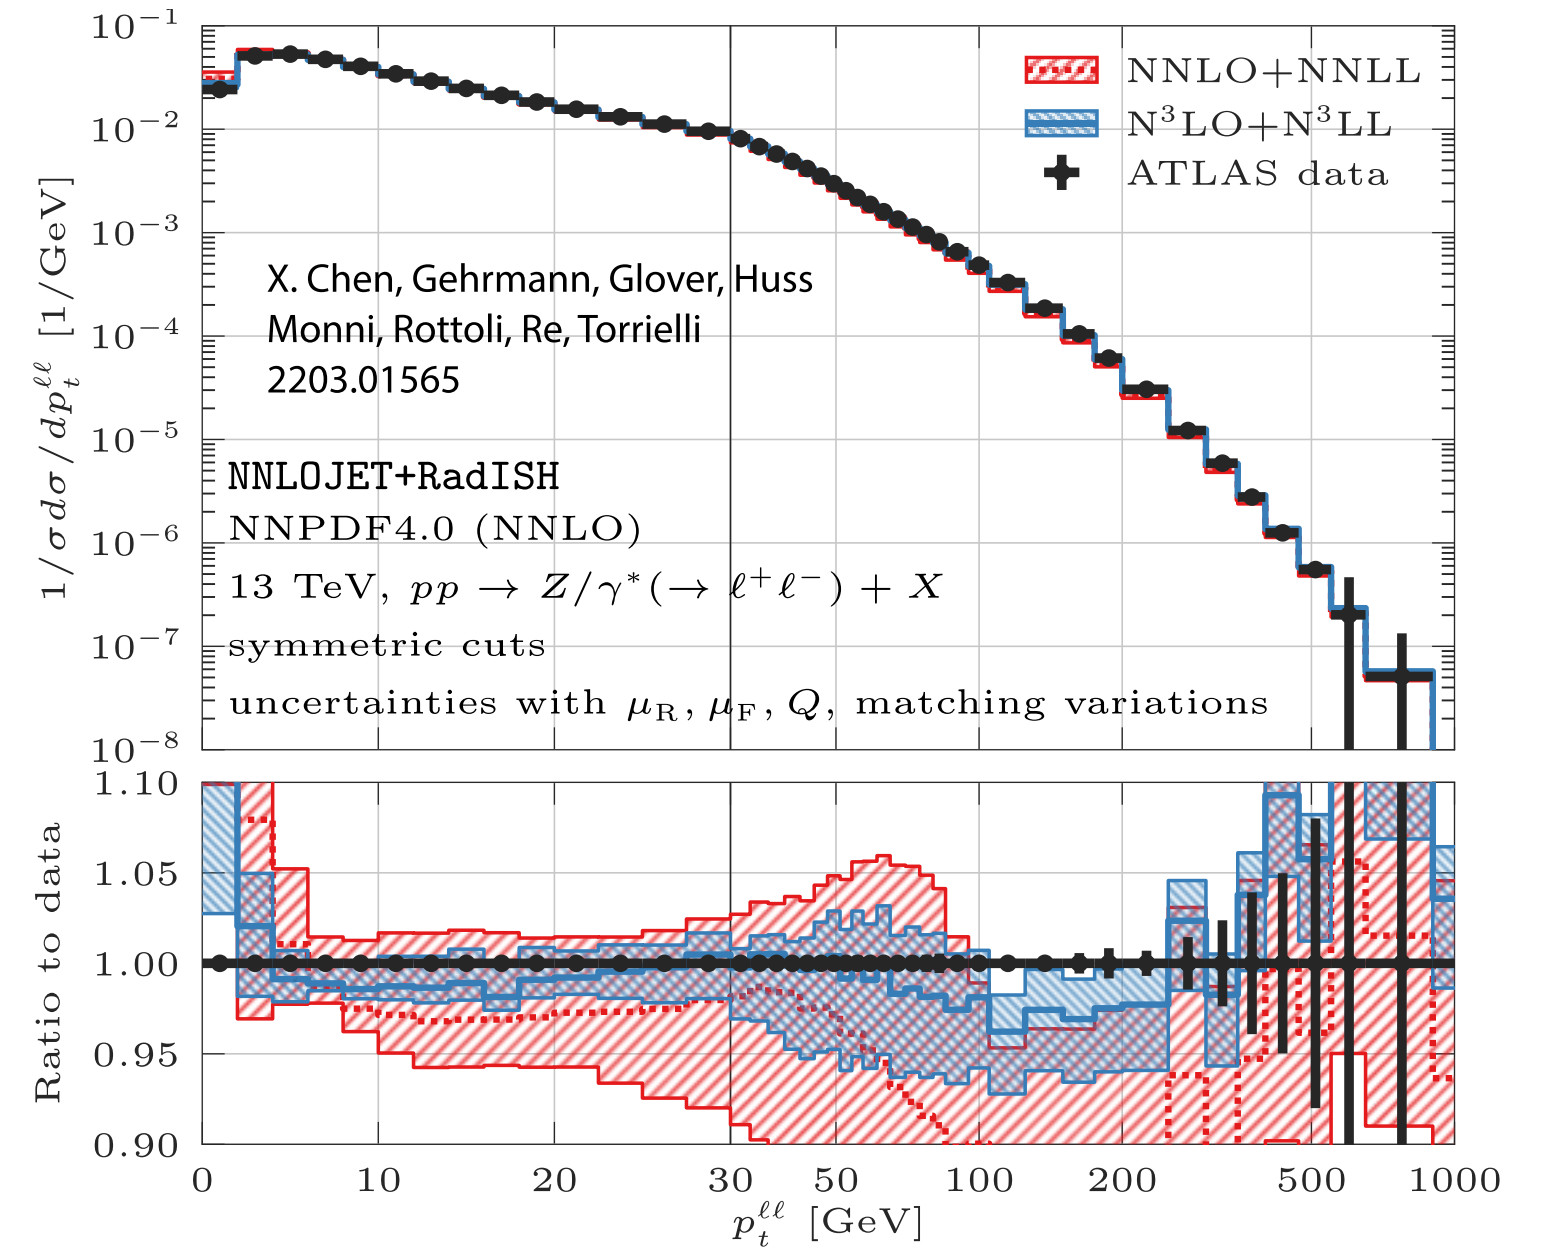 10⁻¹
10⁻²
10⁻³
10⁻⁴
10⁻⁵
10⁻⁶
10⁻⁷
10⁻⁸
1/σdσ/dp_t^ℓℓ [1/GeV]
NNLO+NNLL
N³LO+N³LL
ATLAS data
X. Chen, Gehrmann, Glover, Huss
Monni, Rottoli, Re, Torrielli
2203.01565
NNLOJET+RadISH
NNPDF4.0 (NNLO)
13 TeV, pp → Z/γ*(→ ℓ⁺ℓ⁻) + X
symmetric cuts
uncertainties with μ_R, μ_F, Q, matching variations
1.10
1.05
1.00
0.95
0.90
Ratio to data
0 10 20 30 50 100 200 500 1000
p_t^ℓℓ [GeV]